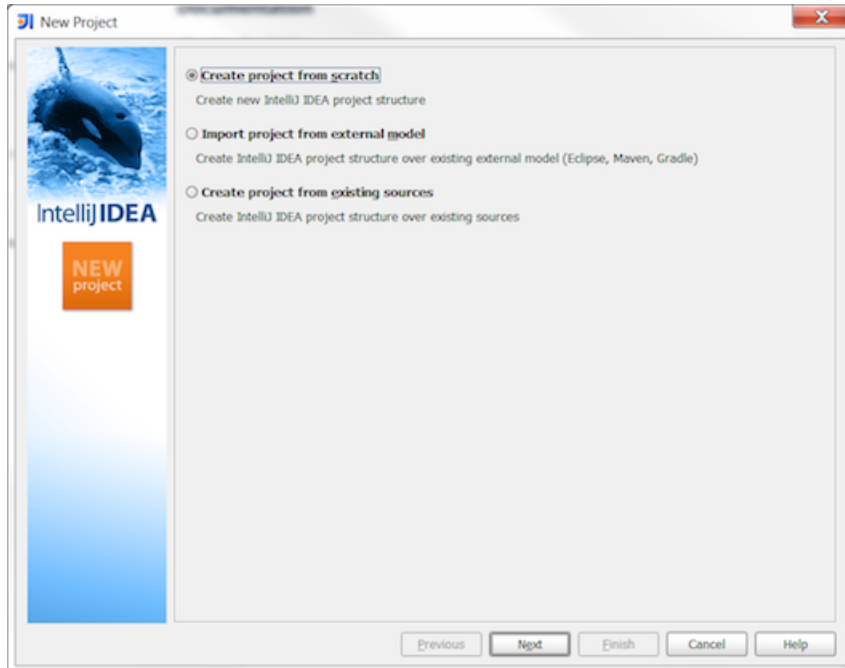 New Project
Create project from scratch
Create new IntelliJ IDEA project structure
Import project from external model
Create IntelliJ IDEA project structure over existing external model (Eclipse, Maven, Gradle)
Create project from existing sources
Create IntelliJ IDEA project structure over existing sources
IntelliJ IDEA
NEW
project
Previous Next Finish Cancel Help